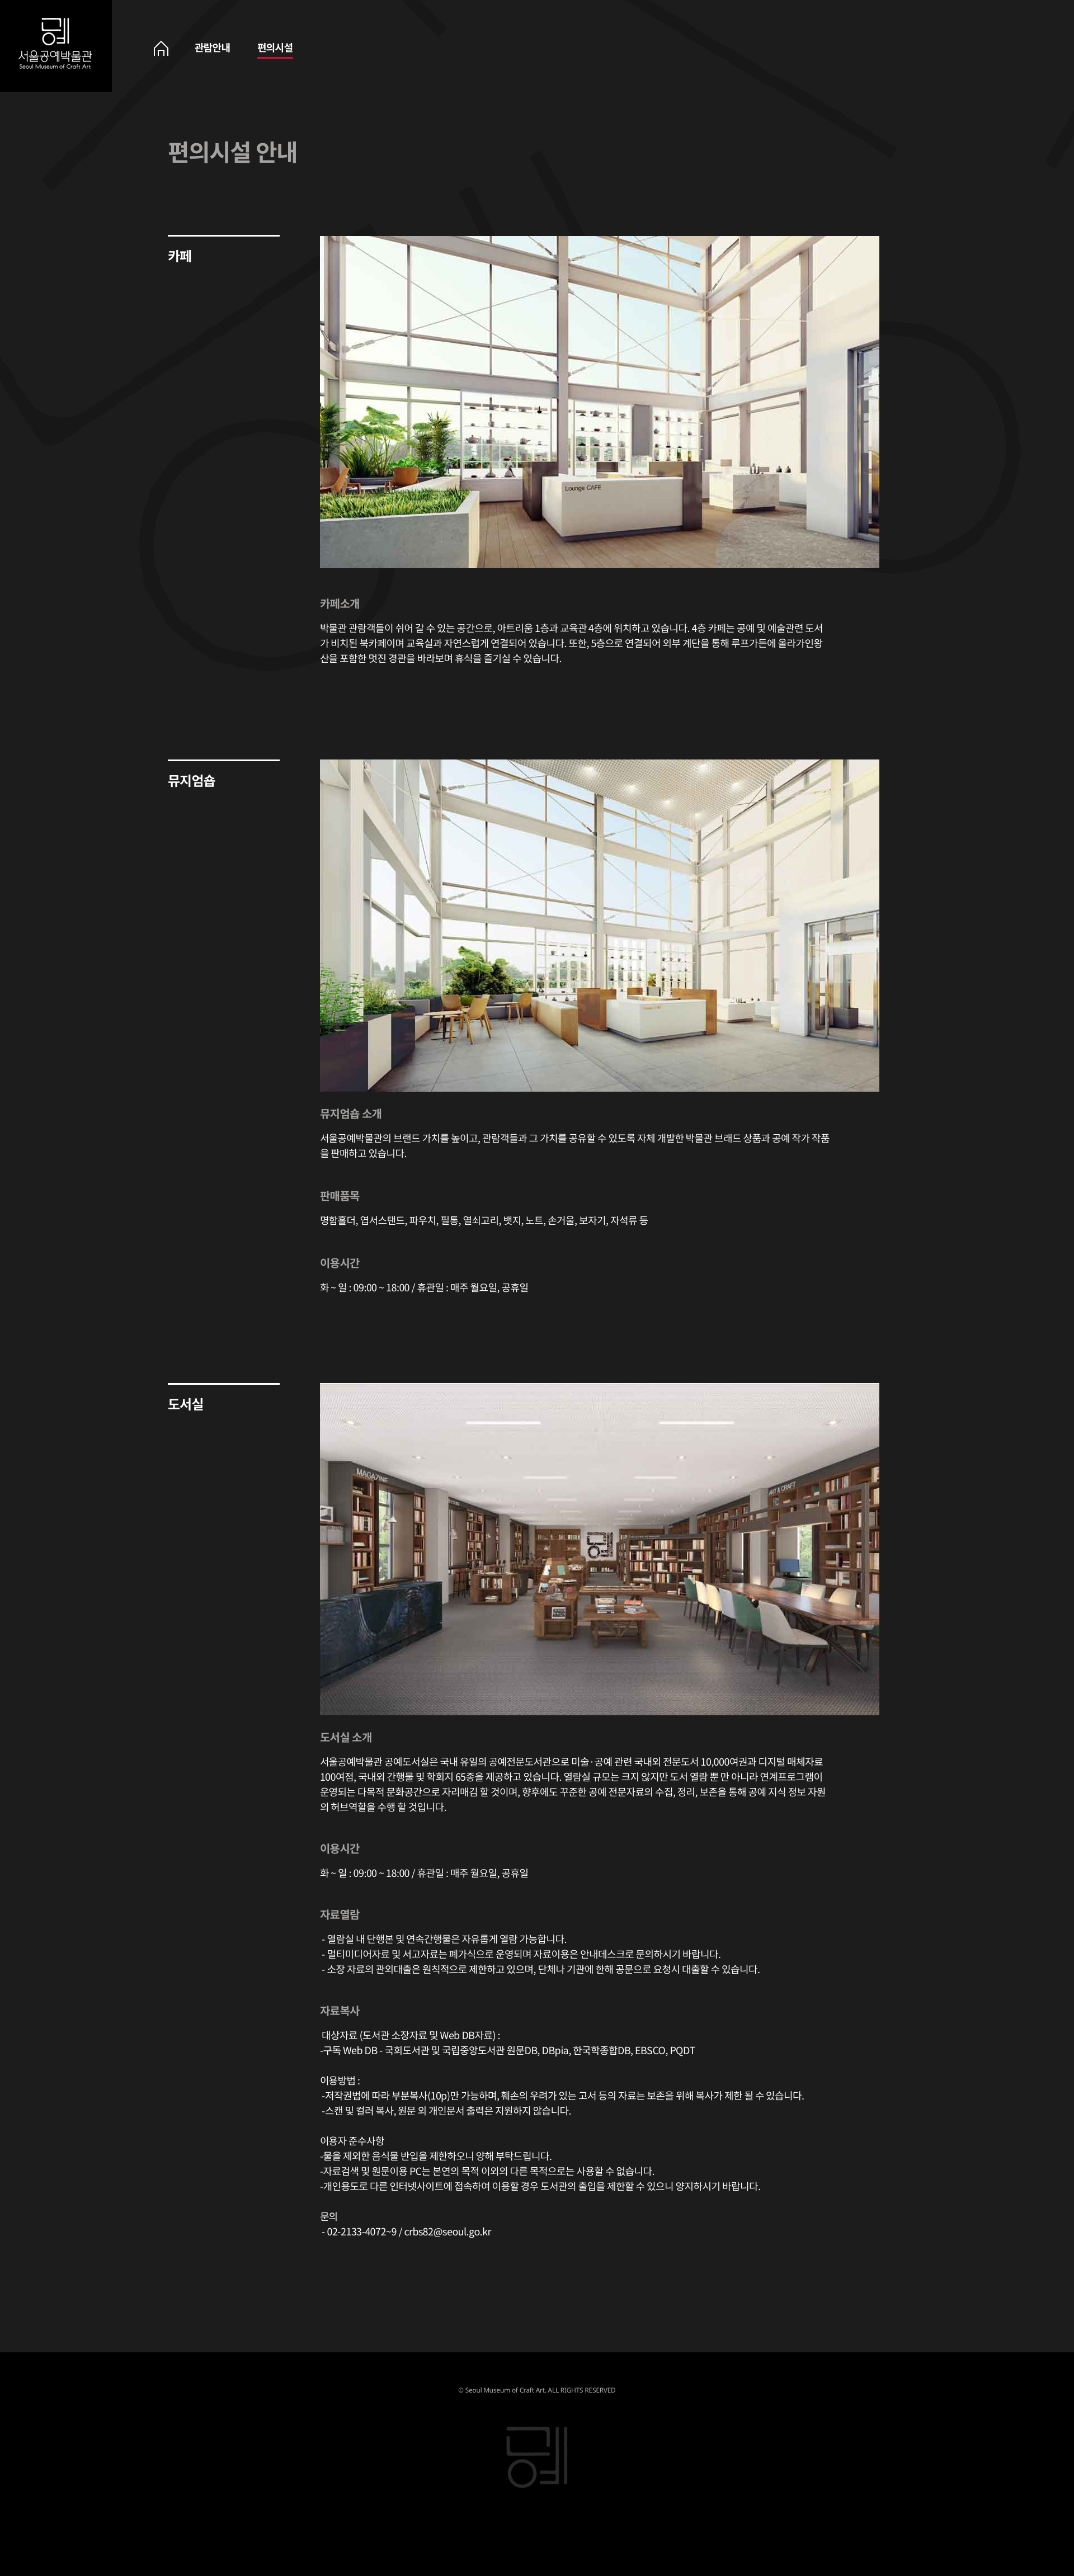 서울공예박물관
Seoul Museum of Craft Art
관람안내
편의시설
편의시설 안내
카페
Lounge CAFE
카페소개
박물관 관람객들이 쉬어 갈 수 있는 공간으로, 아트리움 1층과 교육관 4층에 위치하고 있습니다. 4층 카페는 공예 및 예술관련 도서
가 비치된 북카페이며 교육실과 자연스럽게 연결되어 있습니다. 또한, 5층으로 연결되어 외부 계단을 통해 루프가든에 올라가인왕
산을 포함한 멋진 경관을 바라보며 휴식을 즐기실 수 있습니다.
뮤지엄숍
뮤지엄숍 소개
서울공예박물관의 브랜드 가치를 높이고, 관람객들과 그 가치를 공유할 수 있도록 자체 개발한 박물관 브래드 상품과 공예 작가 작품
을 판매하고 있습니다.
판매품목
명함홀더, 엽서스탠드, 파우치, 필통, 열쇠고리, 뱃지, 노트, 손거울, 보자기, 자석류 등
이용시간
화 ~ 일 : 09:00 ~ 18:00 / 휴관일 : 매주 월요일, 공휴일
도서실
MAGAZINE
ART & CRAFT
도서실 소개
서울공예박물관 공예도서실은 국내 유일의 공예전문도서관으로 미술·공예 관련 국내외 전문도서 10,000여권과 디지털 매체자료
100여점, 국내외 간행물 및 학회지 65종을 제공하고 있습니다. 열람실 규모는 크지 않지만 도서 열람 뿐 만 아니라 연계프로그램이
운영되는 다목적 문화공간으로 자리매김 할 것이며, 향후에도 꾸준한 공예 전문자료의 수집, 정리, 보존을 통해 공예 지식 정보 자원
의 허브역할을 수행 할 것입니다.
이용시간
화 ~ 일 : 09:00 ~ 18:00 / 휴관일 : 매주 월요일, 공휴일
자료열람
- 열람실 내 단행본 및 연속간행물은 자유롭게 열람 가능합니다.
- 멀티미디어자료 및 서고자료는 폐가식으로 운영되며 자료이용은 안내데스크로 문의하시기 바랍니다.
- 소장 자료의 관외대출은 원칙적으로 제한하고 있으며, 단체나 기관에 한해 공문으로 요청시 대출할 수 있습니다.
자료복사
대상자료 (도서관 소장자료 및 Web DB자료) :
-구독 Web DB - 국회도서관 및 국립중앙도서관 원문DB, DBpia, 한국학종합DB, EBSCO, PQDT
이용방법 :
-저작권법에 따라 부분복사(10p)만 가능하며, 훼손의 우려가 있는 고서 등의 자료는 보존을 위해 복사가 제한 될 수 있습니다.
-스캔 및 컬러 복사, 원문 외 개인문서 출력은 지원하지 않습니다.
이용자 준수사항
-물을 제외한 음식물 반입을 제한하오니 양해 부탁드립니다.
-자료검색 및 원문이용 PC는 본연의 목적 이외의 다른 목적으로는 사용할 수 없습니다.
-개인용도로 다른 인터넷사이트에 접속하여 이용할 경우 도서관의 출입을 제한할 수 있으니 양지하시기 바랍니다.
문의
- 02-2133-4072~9 / crbs82@seoul.go.kr
© Seoul Museum of Craft Art. ALL RIGHTS RESERVED